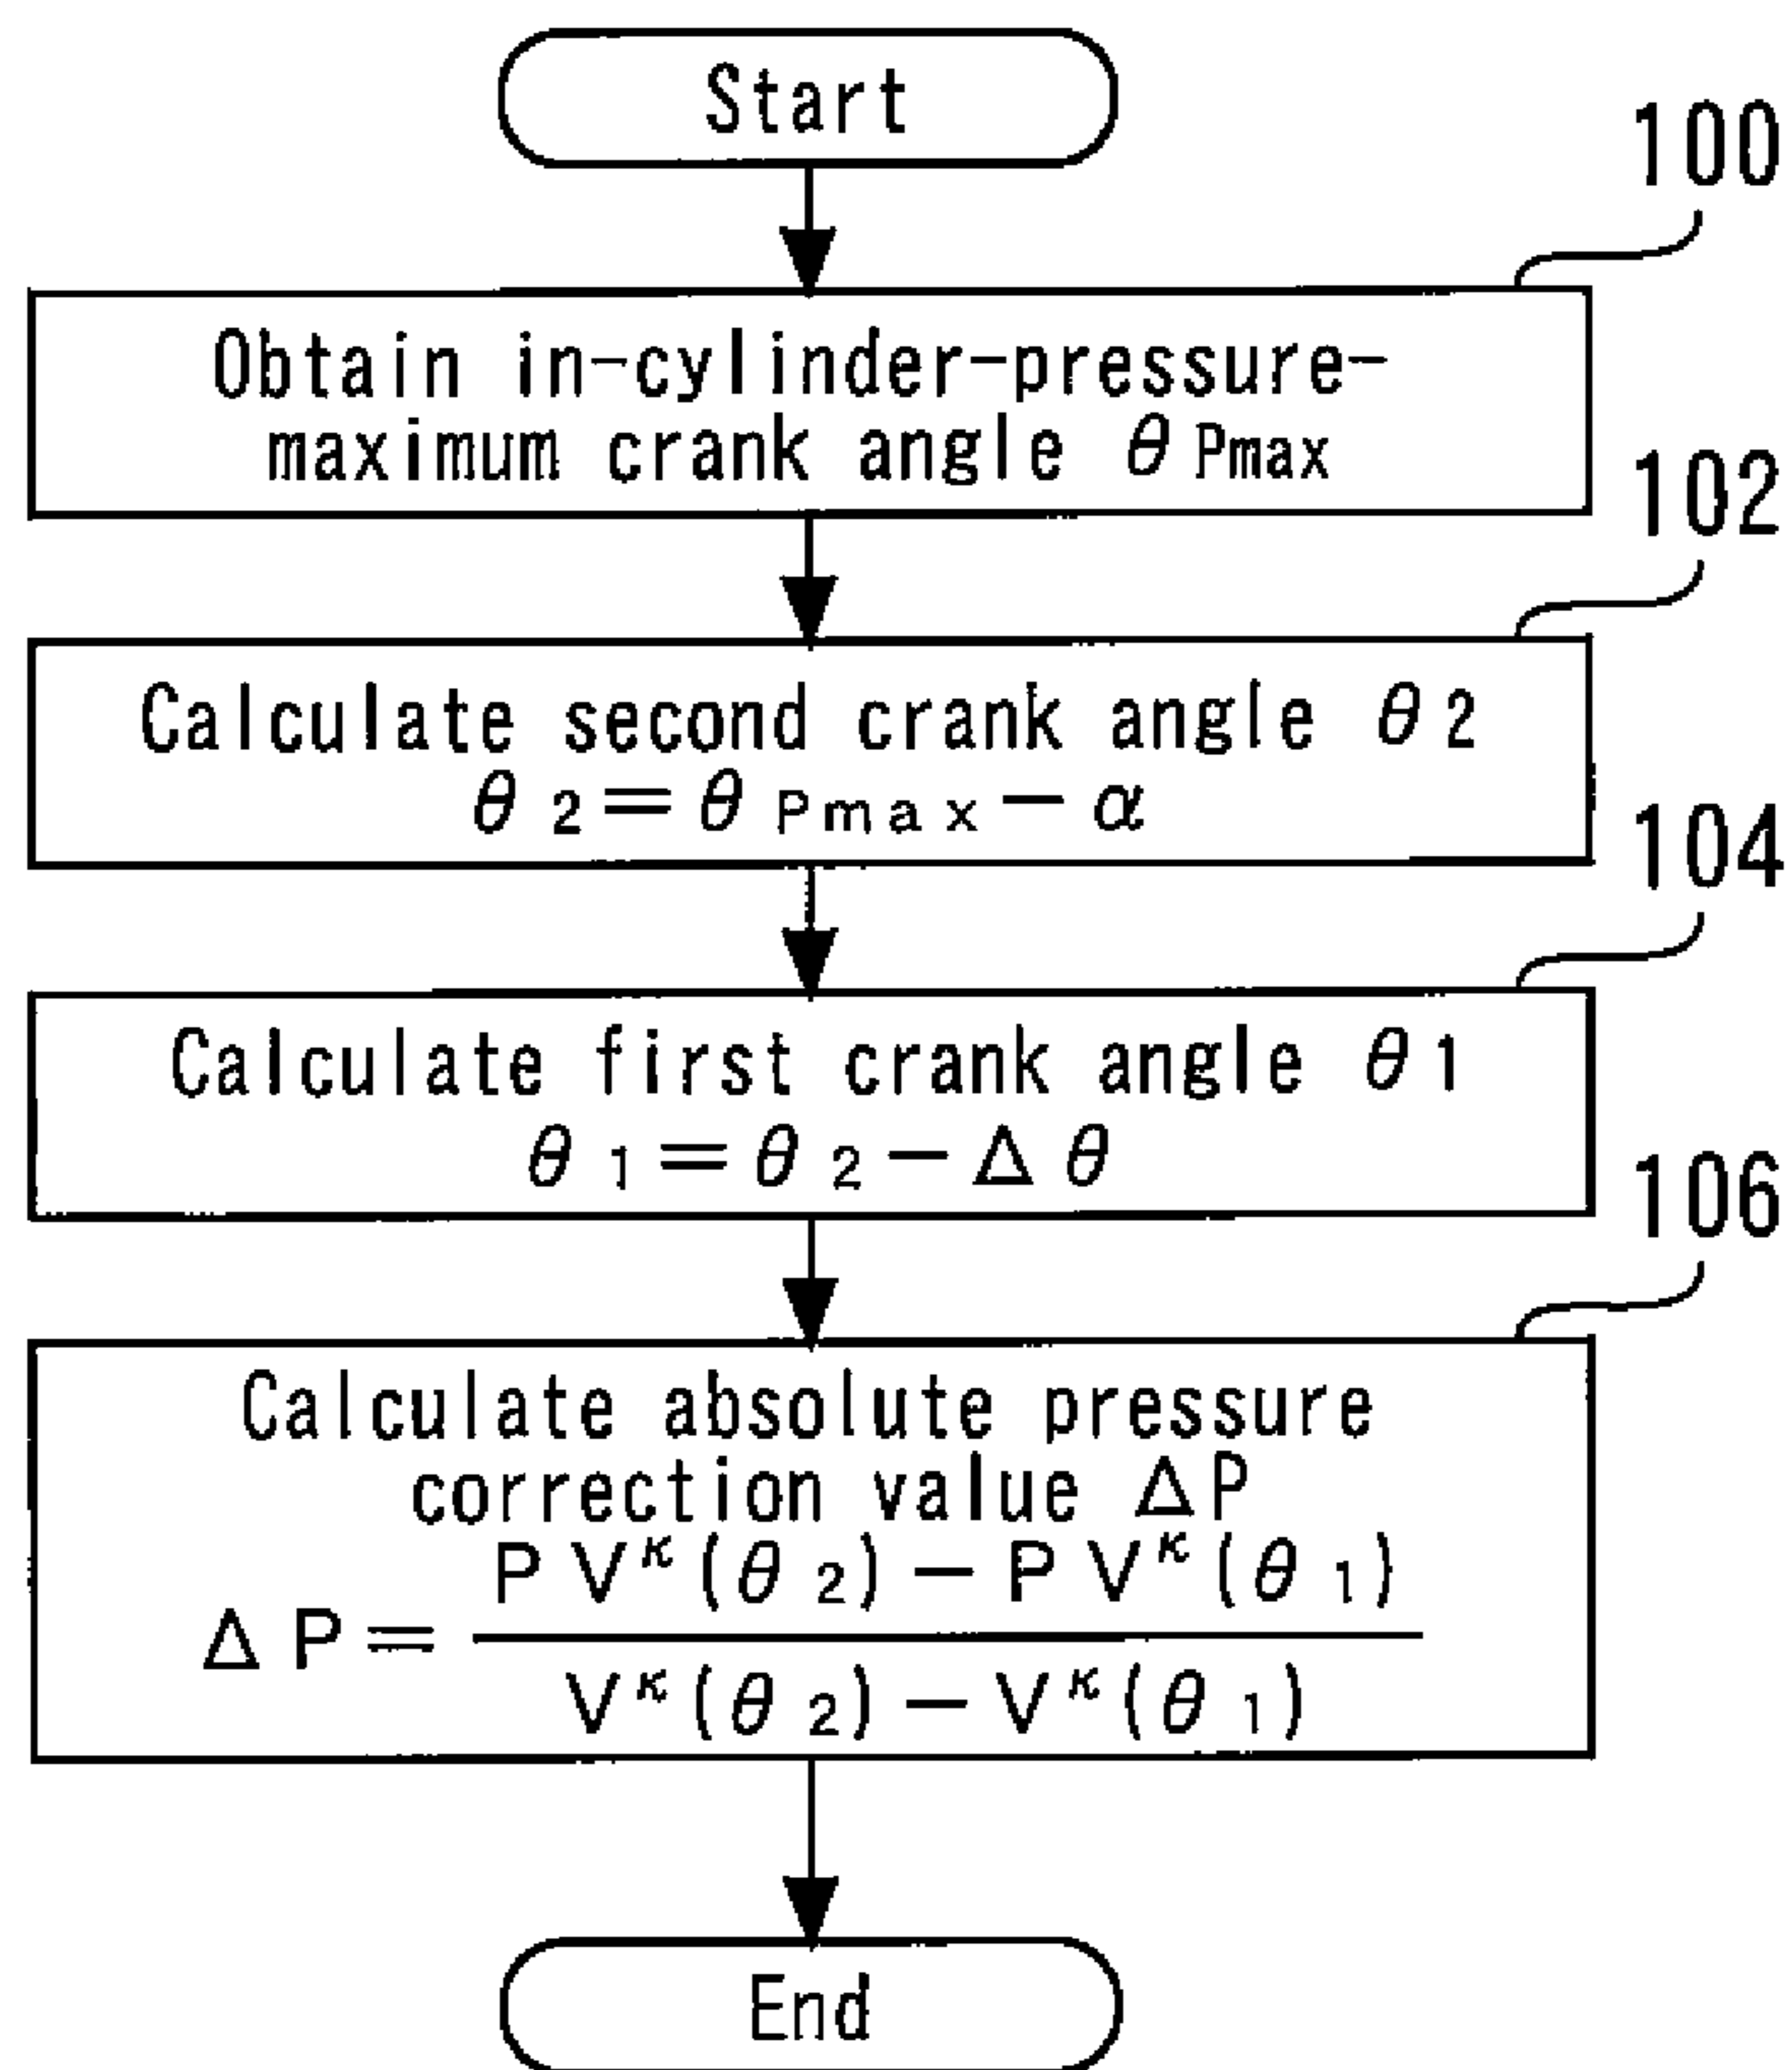 Start
100
Obtain in-cylinder-pressure-
maximum crank angle θPmax
102
Calculate second crank angle θ2
θ2=θPmax−α
104
Calculate first crank angle θ1
θ1=θ2−Δθ
106
Calculate absolute pressure
correction value ΔP
PV^κ(θ2)−PV^κ(θ1)
ΔP=
V^κ(θ2)−V^κ(θ1)
End